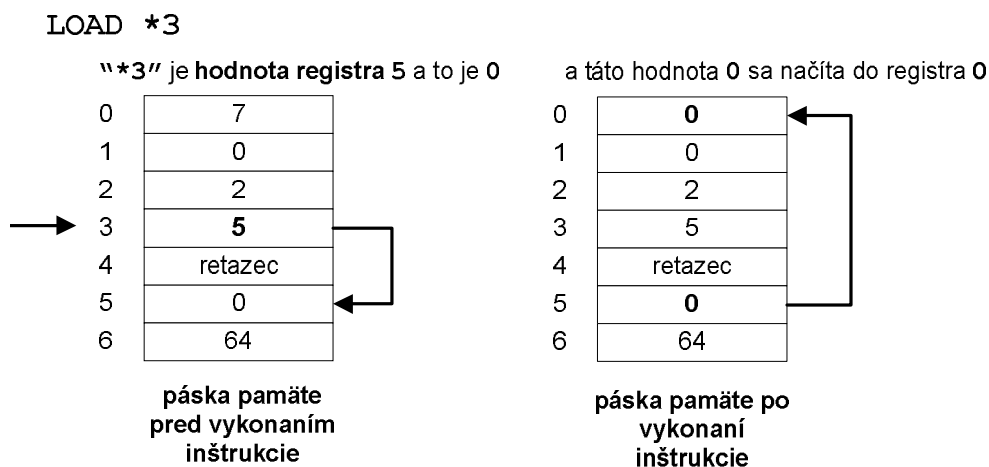 LOAD *3
"*3" je hodnota registra 5 a to je 0
a táto hodnota 0 sa načíta do registra 0
0 7
1 0
2 2
3 5
4 retazec
5 0
6 64
páska pamäte
pred vykonaním
inštrukcie
0 0
1 0
2 2
3 5
4 retazec
5 0
6 64
páska pamäte po
vykonaní
inštrukcie